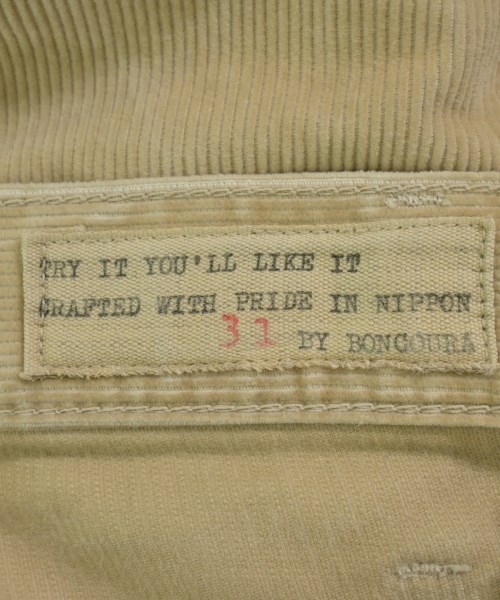 TRY IT YOU'LL LIKE IT
CRAFTED WITH PRIDE IN NIPPON
31 BY BONCOURA